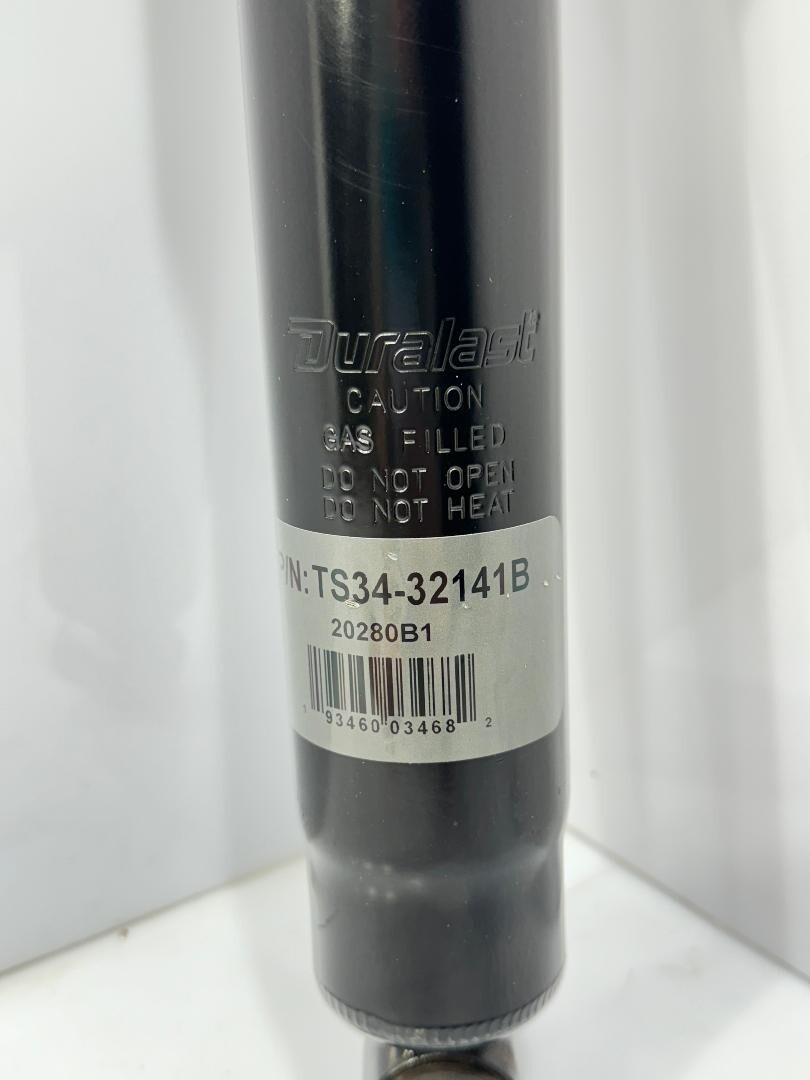 Duralast
CAUTION
GAS FILLED
DO NOT OPEN
DO NOT HEAT
P/N: TS34-32141B
20280B1
1 93460 03468 2